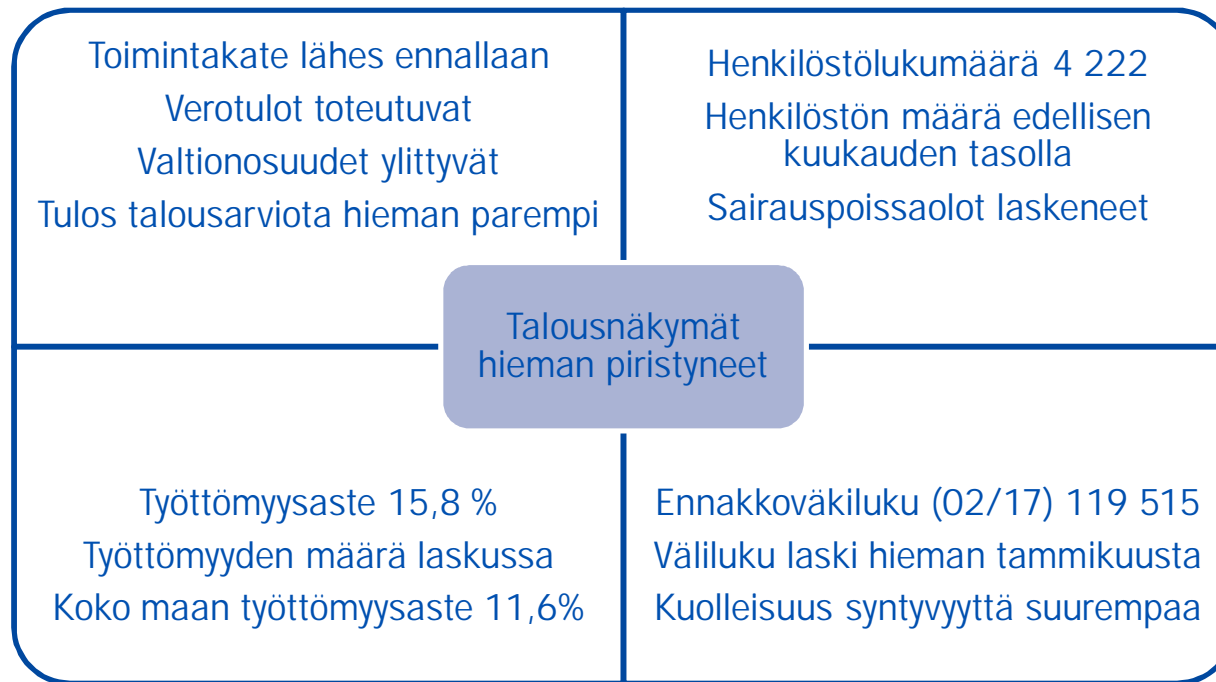 Toimintakate lähes ennallaan
Verotulot toteutuvat
Valtionosuudet ylittyvät
Tulos talousarviota hieman parempi
Henkilöstölukumäärä 4 222
Henkilöstön määrä edellisen
kuukauden tasolla
Sairauspoissaolot laskeneet
Talousnäkymät
hieman piristyneet
Työttömyysaste 15,8 %
Työttömyyden määrä laskussa
Koko maan työttömyysaste 11,6%
Ennakkoväkiluku (02/17) 119 515
Väliluku laski hieman tammikuusta
Kuolleisuus syntyvyyttä suurempaa